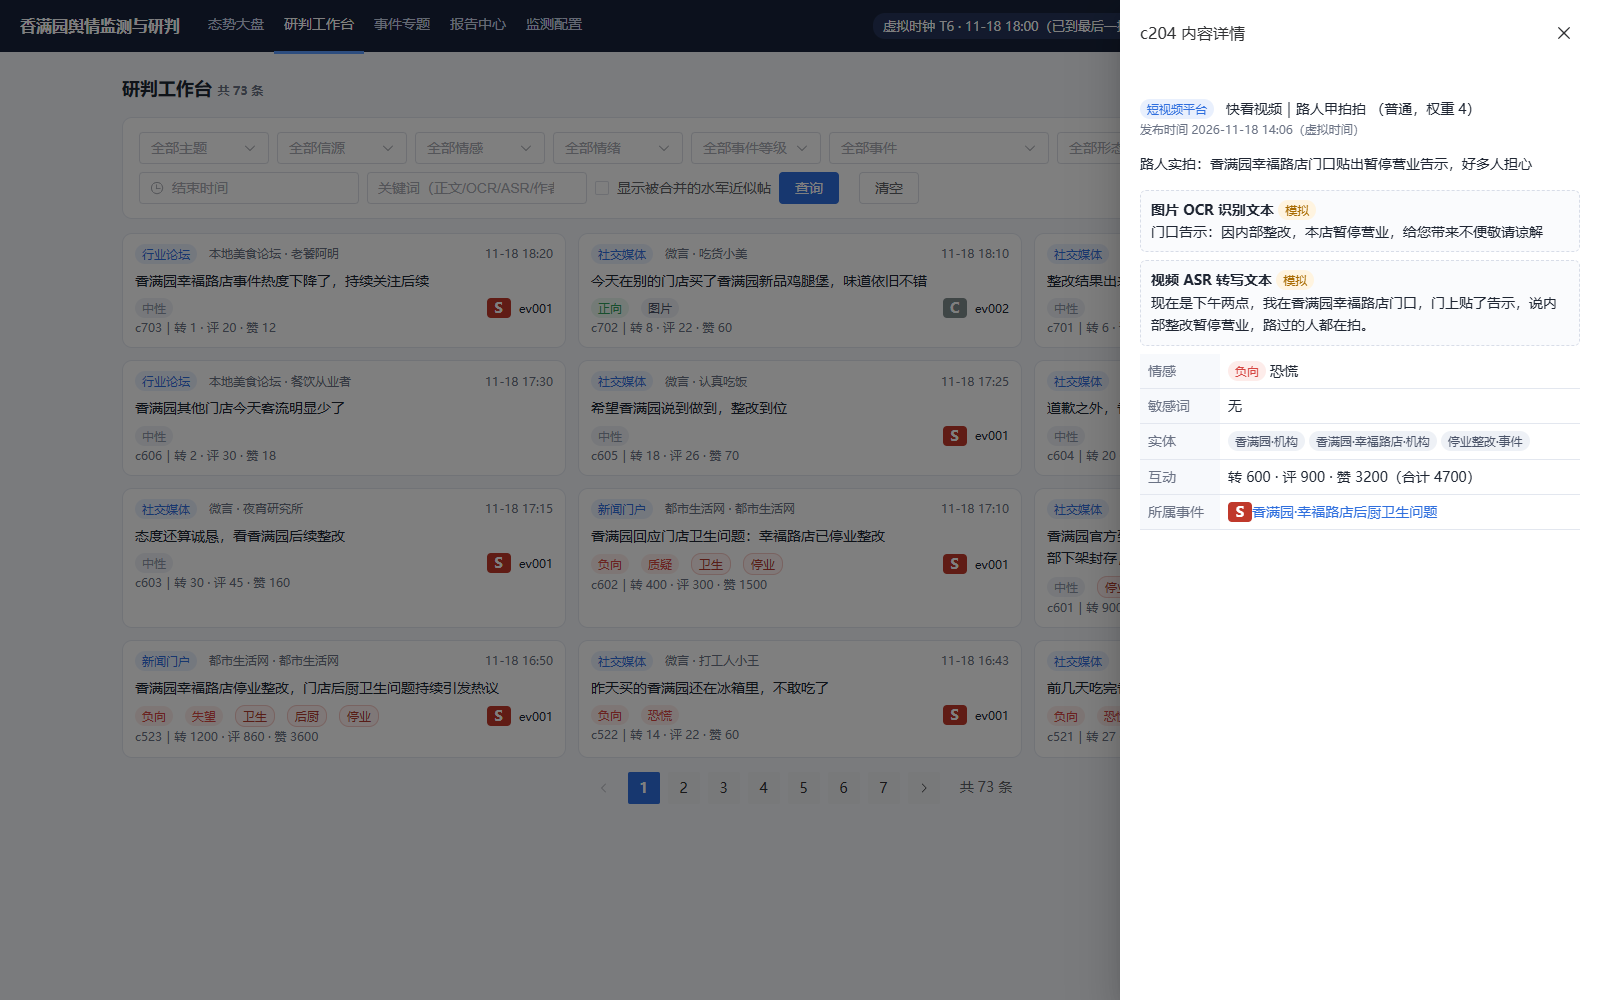 香满园舆情监测与研判
态势大盘
研判工作台
事件专题
报告中心
监测配置
虚拟时钟 T6 · 11-18 18:00（已到最后一
研判工作台 共 73 条
全部主题
全部信源
全部情感
全部情绪
全部事件等级
全部事件
全部形态
结束时间
关键词（正文/OCR/ASR/作者
显示被合并的水军近似帖
查询
清空
行业论坛 本地美食论坛 · 老饕阿明 11-18 18:20
香满园幸福路店事件热度下降了，持续关注后续
中性 S ev001
c703 | 转 1 · 评 20 · 赞 12
社交媒体 微言 · 吃货小美 11-18 18:10
今天在别的门店买了香满园新品鸡腿堡，味道依旧不错
正向 图片 C ev002
c702 | 转 8 · 评 22 · 赞 60
社交媒体
整改结果出
中性
c701 | 转 6 ·
行业论坛 本地美食论坛 · 餐饮从业者 11-18 17:30
香满园其他门店今天客流明显少了
中性
c606 | 转 2 · 评 30 · 赞 18
社交媒体 微言 · 认真吃饭 11-18 17:25
希望香满园说到做到，整改到位
中性 S ev001
c605 | 转 18 · 评 26 · 赞 70
社交媒体
道歉之外，
中性
c604 | 转 20
社交媒体 微言 · 夜宵研究所 11-18 17:15
态度还算诚恳，看香满园后续整改
中性 S ev001
c603 | 转 30 · 评 45 · 赞 160
新闻门户 都市生活网 · 都市生活网 11-18 17:10
香满园回应门店卫生问题：幸福路店已停业整改
负向 质疑 卫生 停业 S ev001
c602 | 转 400 · 评 300 · 赞 1500
社交媒体
香满园官方
部下架封存，
中性 停
c601 | 转 900
新闻门户 都市生活网 · 都市生活网 11-18 16:50
香满园幸福路店停业整改，门店后厨卫生问题持续引发热议
负向 失望 卫生 后厨 停业 S ev001
c523 | 转 1200 · 评 860 · 赞 3600
社交媒体 微言 · 打工人小王 11-18 16:43
昨天买的香满园还在冰箱里，不敢吃了
负向 恐慌 S ev001
c522 | 转 14 · 评 22 · 赞 60
社交媒体
前几天吃完
负向 恐
c521 | 转 27
1 2 3 4 5 6 7 共 73 条
c204 内容详情
短视频平台 快看视频 | 路人甲拍拍 （普通，权重 4）
发布时间 2026-11-18 14:06（虚拟时间）
路人实拍：香满园幸福路店门口贴出暂停营业告示，好多人担心
图片 OCR 识别文本 模拟
门口告示：因内部整改，本店暂停营业，给您带来不便敬请谅解
视频 ASR 转写文本 模拟
现在是下午两点，我在香满园幸福路店门口，门上贴了告示，说内
部整改暂停营业，路过的人都在拍。
情感 负向 恐慌
敏感词 无
实体 香满园·机构 香满园·幸福路店·机构 停业整改·事件
互动 转 600 · 评 900 · 赞 3200（合计 4700）
所属事件 S 香满园·幸福路店后厨卫生问题